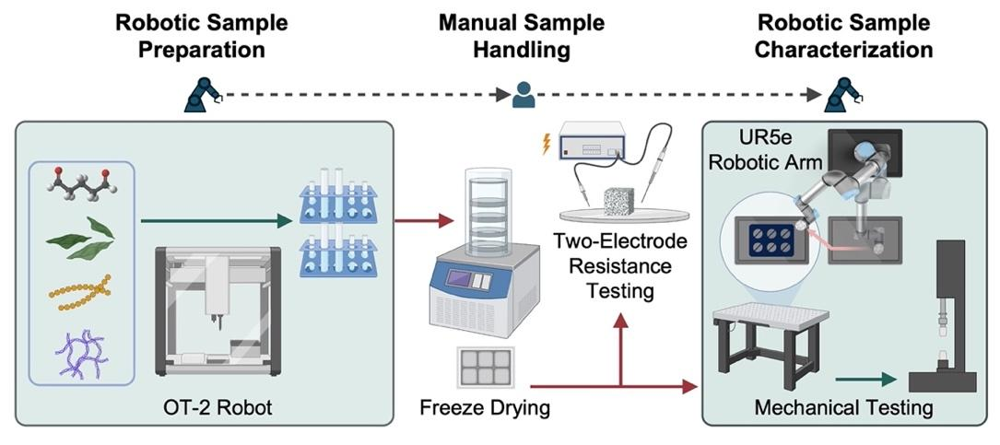 Robotic Sample
Preparation
Manual Sample
Handling
Robotic Sample
Characterization
OT-2 Robot
Freeze Drying
Two-Electrode
Resistance
Testing
UR5e
Robotic Arm
Mechanical Testing